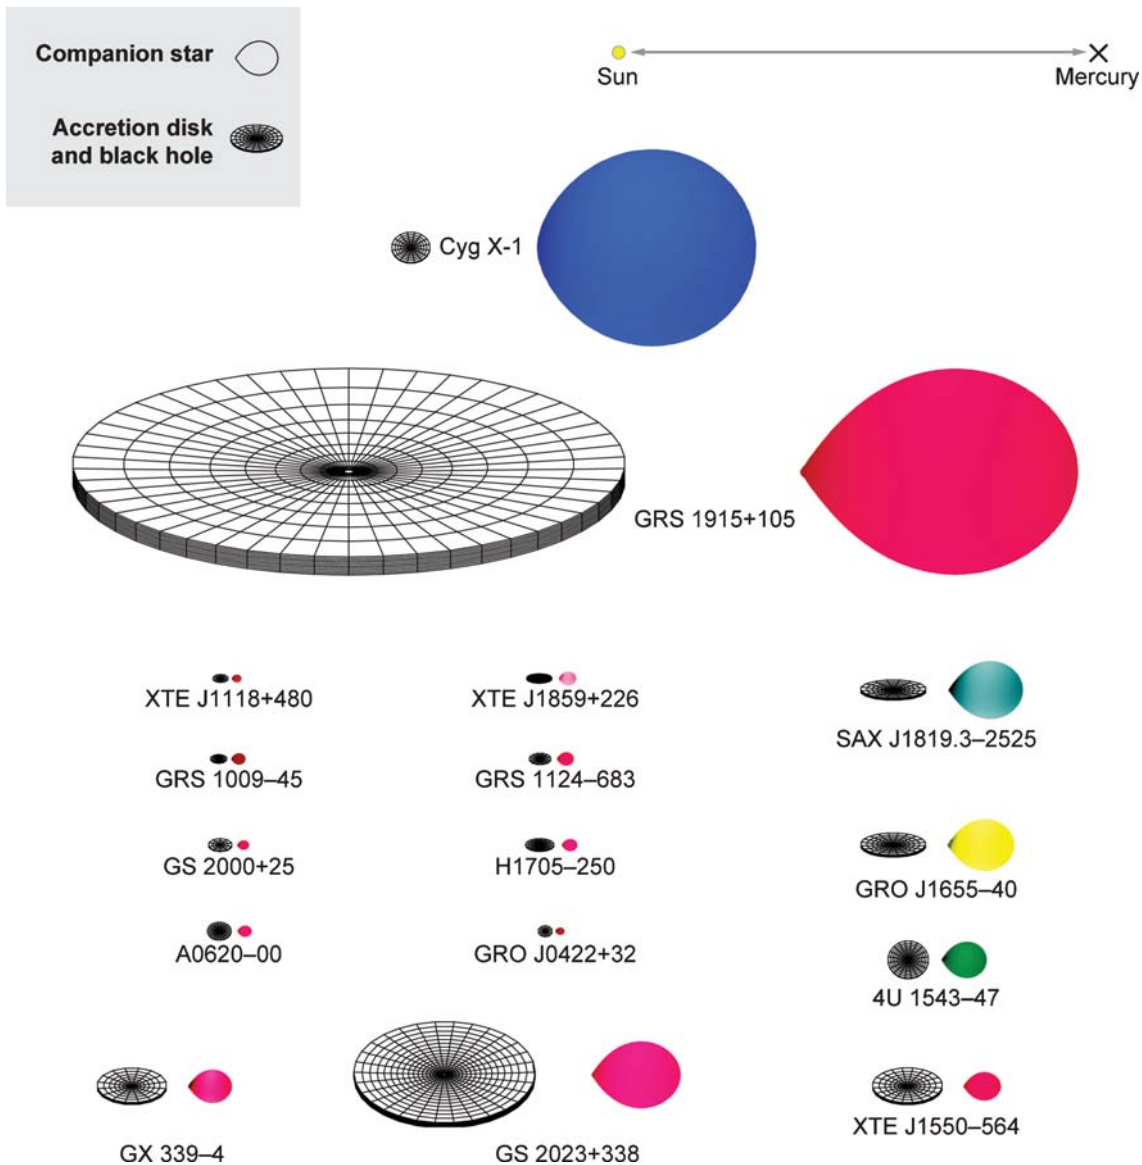 Companion star
Accretion disk
and black hole
Sun
Mercury
Cyg X-1
GRS 1915+105
XTE J1118+480
XTE J1859+226
SAX J1819.3–2525
GRS 1009–45
GRS 1124–683
GS 2000+25
H1705–250
GRO J1655–40
A0620–00
GRO J0422+32
4U 1543–47
GX 339–4
GS 2023+338
XTE J1550–564